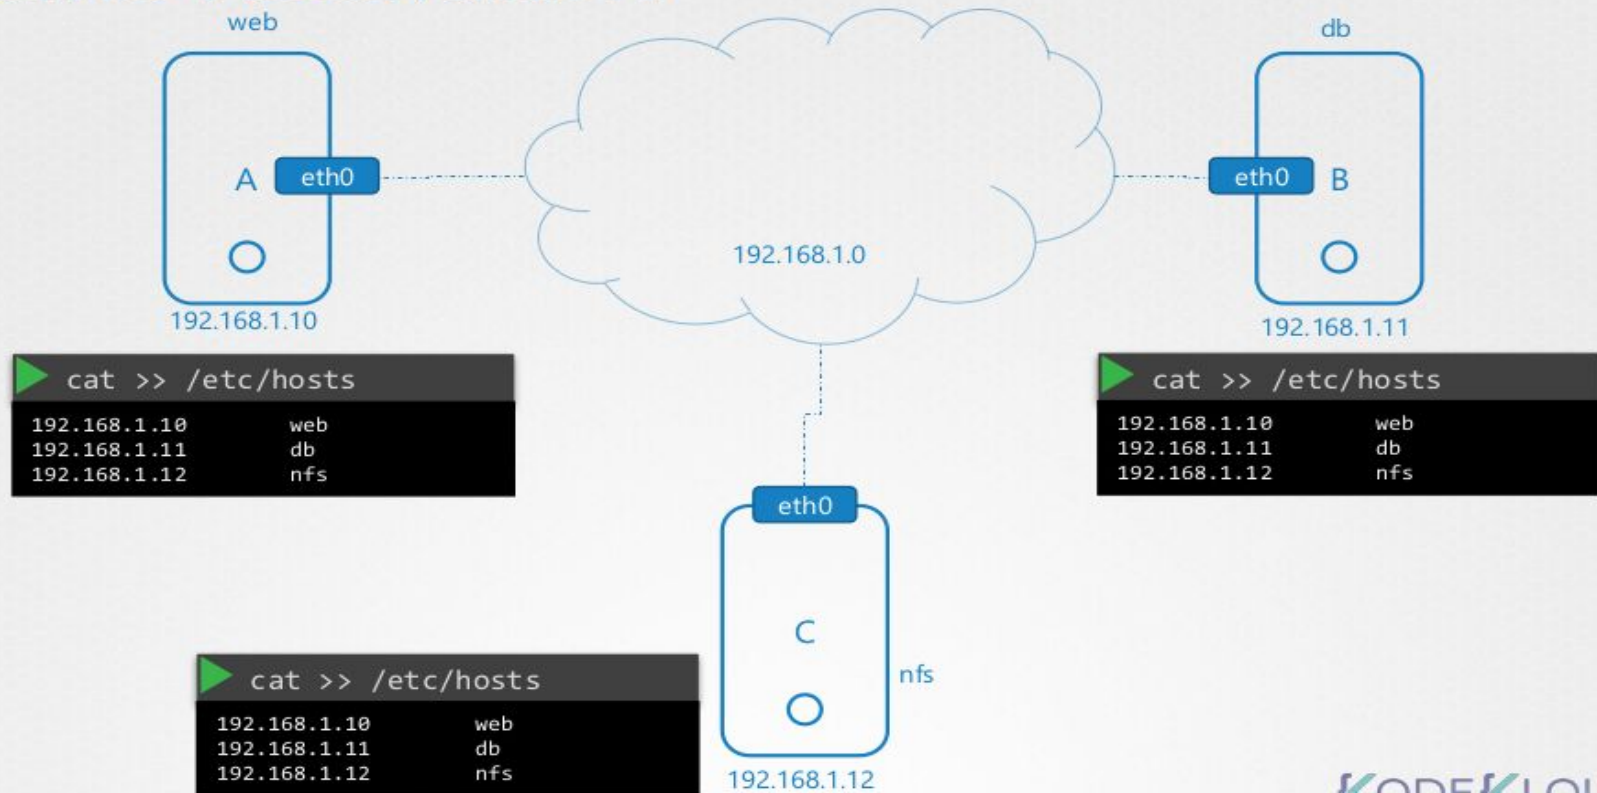 web
db
A
eth0
eth0
B
192.168.1.0
192.168.1.10
192.168.1.11
cat >> /etc/hosts
192.168.1.10 web
192.168.1.11 db
192.168.1.12 nfs
cat >> /etc/hosts
192.168.1.10 web
192.168.1.11 db
192.168.1.12 nfs
eth0
C
nfs
cat >> /etc/hosts
192.168.1.10 web
192.168.1.11 db
192.168.1.12 nfs
192.168.1.12